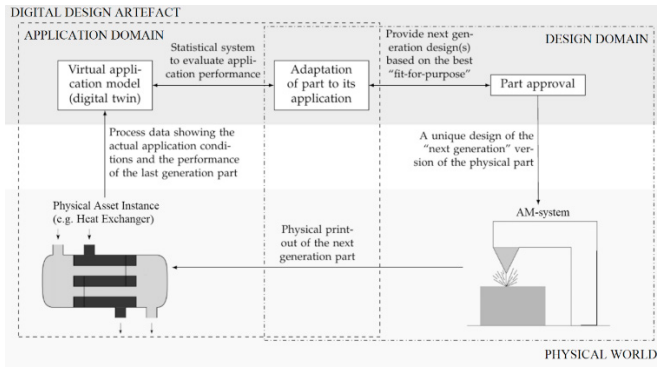 DIGITAL DESIGN ARTEFACT
APPLICATION DOMAIN
DESIGN DOMAIN
Virtual appli-
cation model
(digital twin)
Statistical system
to evaluate appli-
cation performance
Adaptation
of part to its
application
Provide next gen-
eration design(s)
based on the best
“fit-for-purpose”
Part approval
Process data showing the
actual application condi-
tions and the performance
of the last generation part
A unique design of the
“next generation” ver-
sion of the physical part
Physical Asset Instance
(e.g. Heat Exchanger)
Physical print-
out of the next
generation part
AM-system
PHYSICAL WORLD